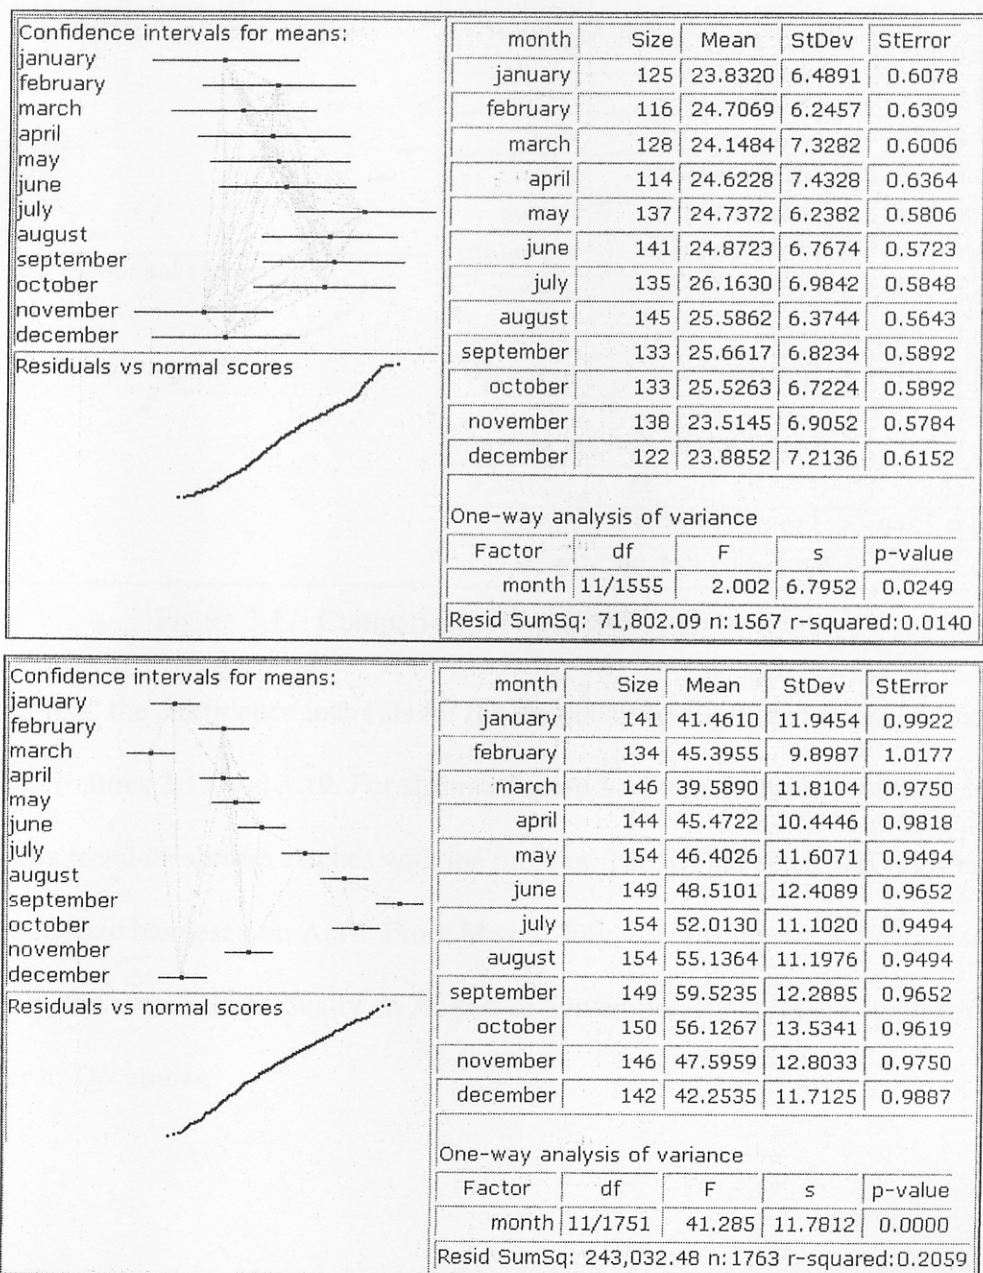 Confidence intervals for means:
january
february
march
april
may
june
july
august
september
october
november
december
Residuals vs normal scores
month Size Mean StDev StError
january 125 23.8320 6.4891 0.6078
february 116 24.7069 6.2457 0.6309
march 128 24.1484 7.3282 0.6006
april 114 24.6228 7.4328 0.6364
may 137 24.7372 6.2382 0.5806
june 141 24.8723 6.7674 0.5723
july 135 26.1630 6.9842 0.5848
august 145 25.5862 6.3744 0.5643
september 133 25.6617 6.8234 0.5892
october 133 25.5263 6.7224 0.5892
november 138 23.5145 6.9052 0.5784
december 122 23.8852 7.2136 0.6152
One-way analysis of variance
Factor df F s p-value
month 11/1555 2.002 6.7952 0.0249
Resid SumSq: 71,802.09 n:1567 r-squared:0.0140
Confidence intervals for means:
january
february
march
april
may
june
july
august
september
october
november
december
Residuals vs normal scores
month Size Mean StDev StError
january 141 41.4610 11.9454 0.9922
february 134 45.3955 9.8987 1.0177
march 146 39.5890 11.8104 0.9750
april 144 45.4722 10.4446 0.9818
may 154 46.4026 11.6071 0.9494
june 149 48.5101 12.4089 0.9652
july 154 52.0130 11.1020 0.9494
august 154 55.1364 11.1976 0.9494
september 149 59.5235 12.2885 0.9652
october 150 56.1267 13.5341 0.9619
november 146 47.5959 12.8033 0.9750
december 142 42.2535 11.7125 0.9887
One-way analysis of variance
Factor df F s p-value
month 11/1751 41.285 11.7812 0.0000
Resid SumSq: 243,032.48 n:1763 r-squared:0.2059